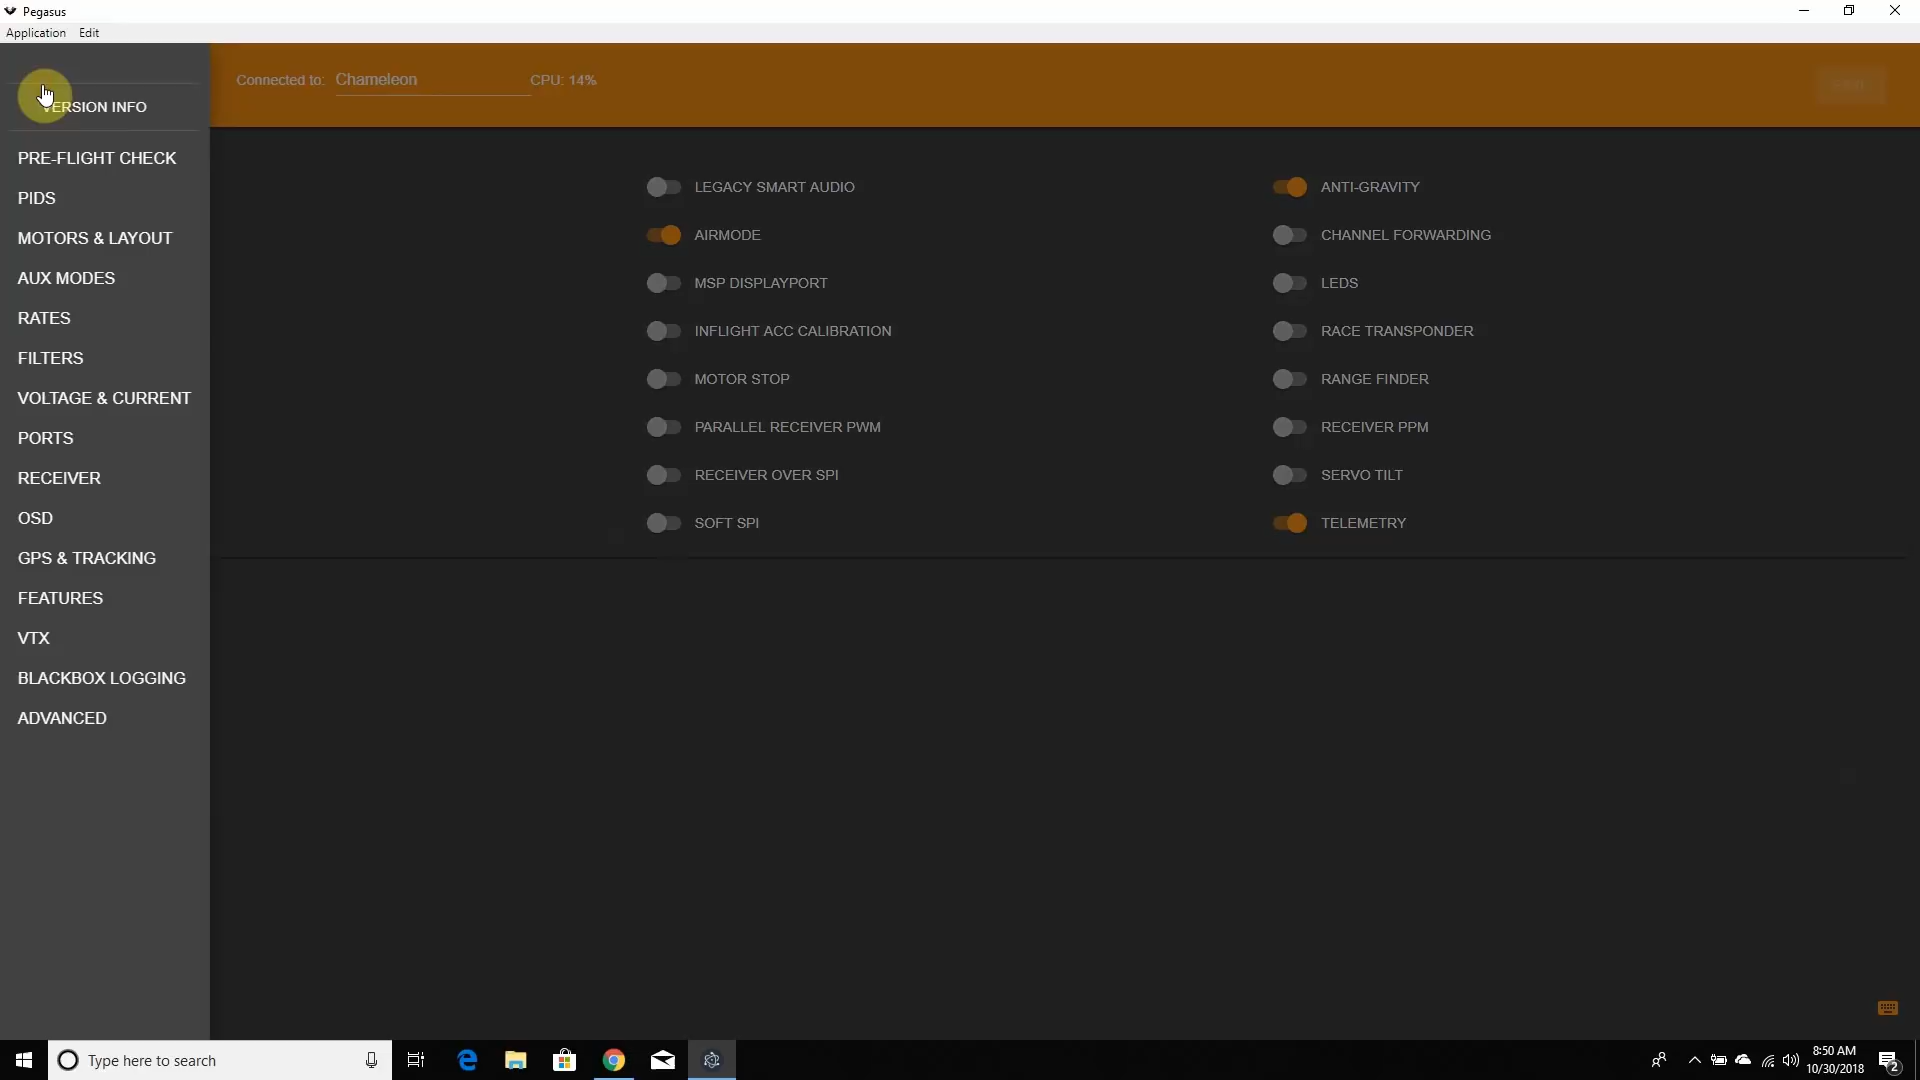 Pegasus
Application Edit
Connected to: Chameleon CPU: 14%
VERSION INFO
PRE-FLIGHT CHECK
PIDS
MOTORS & LAYOUT
AUX MODES
RATES
FILTERS
VOLTAGE & CURRENT
PORTS
RECEIVER
OSD
GPS & TRACKING
FEATURES
VTX
BLACKBOX LOGGING
ADVANCED
LEGACY SMART AUDIO
AIRMODE
MSP DISPLAYPORT
INFLIGHT ACC CALIBRATION
MOTOR STOP
PARALLEL RECEIVER PWM
RECEIVER OVER SPI
SOFT SPI
ANTI-GRAVITY
CHANNEL FORWARDING
LEDS
RACE TRANSPONDER
RANGE FINDER
RECEIVER PPM
SERVO TILT
TELEMETRY
Type here to search
8:50 AM
10/30/2018
2